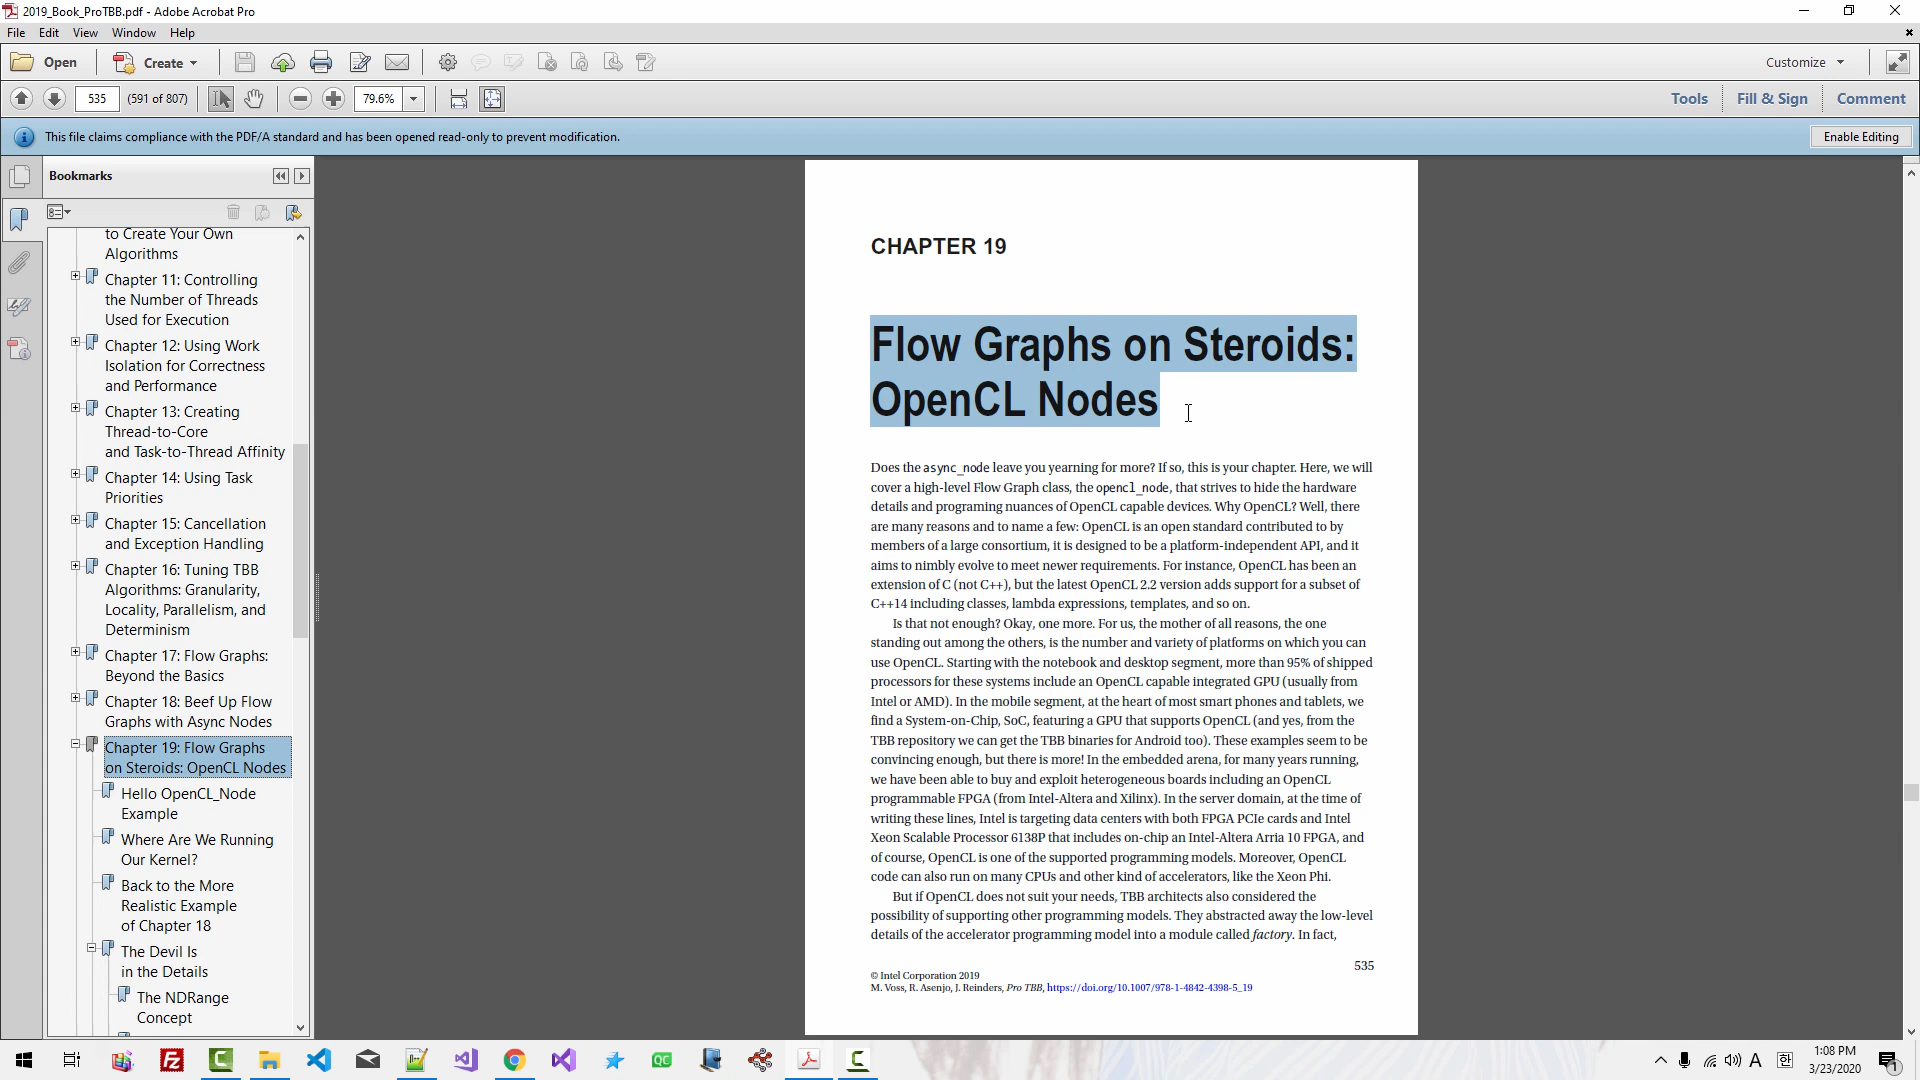 2019_Book_ProTBB.pdf - Adobe Acrobat Pro
File Edit View Window Help
Open Create Customize
535 (591 of 807) 79.6% Tools Fill & Sign Comment
This file claims compliance with the PDF/A standard and has been opened read-only to prevent modification. Enable Editing
Bookmarks
to Create Your Own
Algorithms
Chapter 11: Controlling
the Number of Threads
Used for Execution
Chapter 12: Using Work
Isolation for Correctness
and Performance
Chapter 13: Creating
Thread-to-Core
and Task-to-Thread Affinity
Chapter 14: Using Task
Priorities
Chapter 15: Cancellation
and Exception Handling
Chapter 16: Tuning TBB
Algorithms: Granularity,
Locality, Parallelism, and
Determinism
Chapter 17: Flow Graphs:
Beyond the Basics
Chapter 18: Beef Up Flow
Graphs with Async Nodes
Chapter 19: Flow Graphs
on Steroids: OpenCL Nodes
Hello OpenCL_Node
Example
Where Are We Running
Our Kernel?
Back to the More
Realistic Example
of Chapter 18
The Devil Is
in the Details
The NDRange
Concept
CHAPTER 19
Flow Graphs on Steroids:
OpenCL Nodes
Does the async_node leave you yearning for more? If so, this is your chapter. Here, we will
cover a high-level Flow Graph class, the opencl_node, that strives to hide the hardware
details and programing nuances of OpenCL capable devices. Why OpenCL? Well, there
are many reasons and to name a few: OpenCL is an open standard contributed to by
members of a large consortium, it is designed to be a platform-independent API, and it
aims to nimbly evolve to meet newer requirements. For instance, OpenCL has been an
extension of C (not C++), but the latest OpenCL 2.2 version adds support for a subset of
C++14 including classes, lambda expressions, templates, and so on.
Is that not enough? Okay, one more. For us, the mother of all reasons, the one
standing out among the others, is the number and variety of platforms on which you can
use OpenCL. Starting with the notebook and desktop segment, more than 95% of shipped
processors for these systems include an OpenCL capable integrated GPU (usually from
Intel or AMD). In the mobile segment, at the heart of most smart phones and tablets, we
find a System-on-Chip, SoC, featuring a GPU that supports OpenCL (and yes, from the
TBB repository we can get the TBB binaries for Android too). These examples seem to be
convincing enough, but there is more! In the embedded arena, for many years running,
we have been able to buy and exploit heterogeneous boards including an OpenCL
programmable FPGA (from Intel-Altera and Xilinx). In the server domain, at the time of
writing these lines, Intel is targeting data centers with both FPGA PCIe cards and Intel
Xeon Scalable Processor 6138P that includes on-chip an Intel-Altera Arria 10 FPGA, and
of course, OpenCL is one of the supported programming models. Moreover, OpenCL
code can also run on many CPUs and other kind of accelerators, like the Xeon Phi.
But if OpenCL does not suit your needs, TBB architects also considered the
possibility of supporting other programming models. They abstracted away the low-level
details of the accelerator programming model into a module called factory. In fact,
535
© Intel Corporation 2019
M. Voss, R. Asenjo, J. Reinders, Pro TBB, https://doi.org/10.1007/978-1-4842-4398-5_19
QC
A 한 1:08 PM
3/23/2020
1